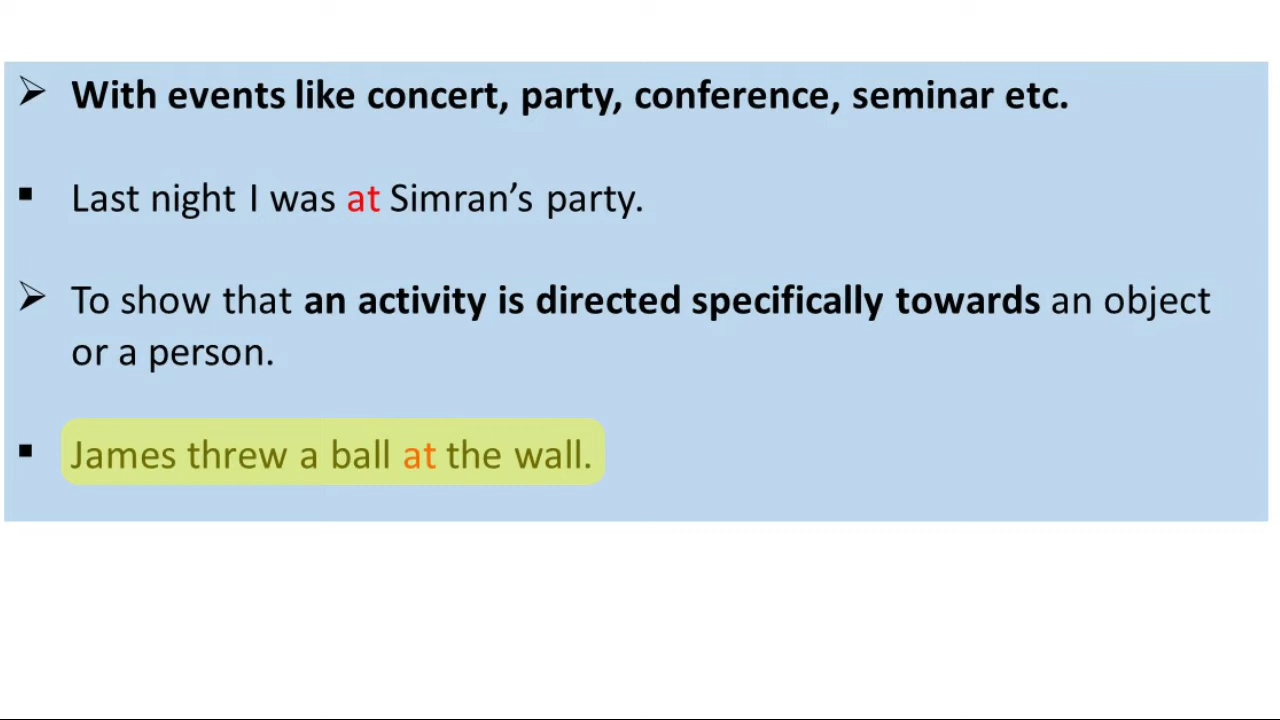 ➢ With events like concert, party, conference, seminar etc.
▪ Last night I was at Simran’s party.
➢ To show that an activity is directed specifically towards an object
or a person.
▪ James threw a ball at the wall.